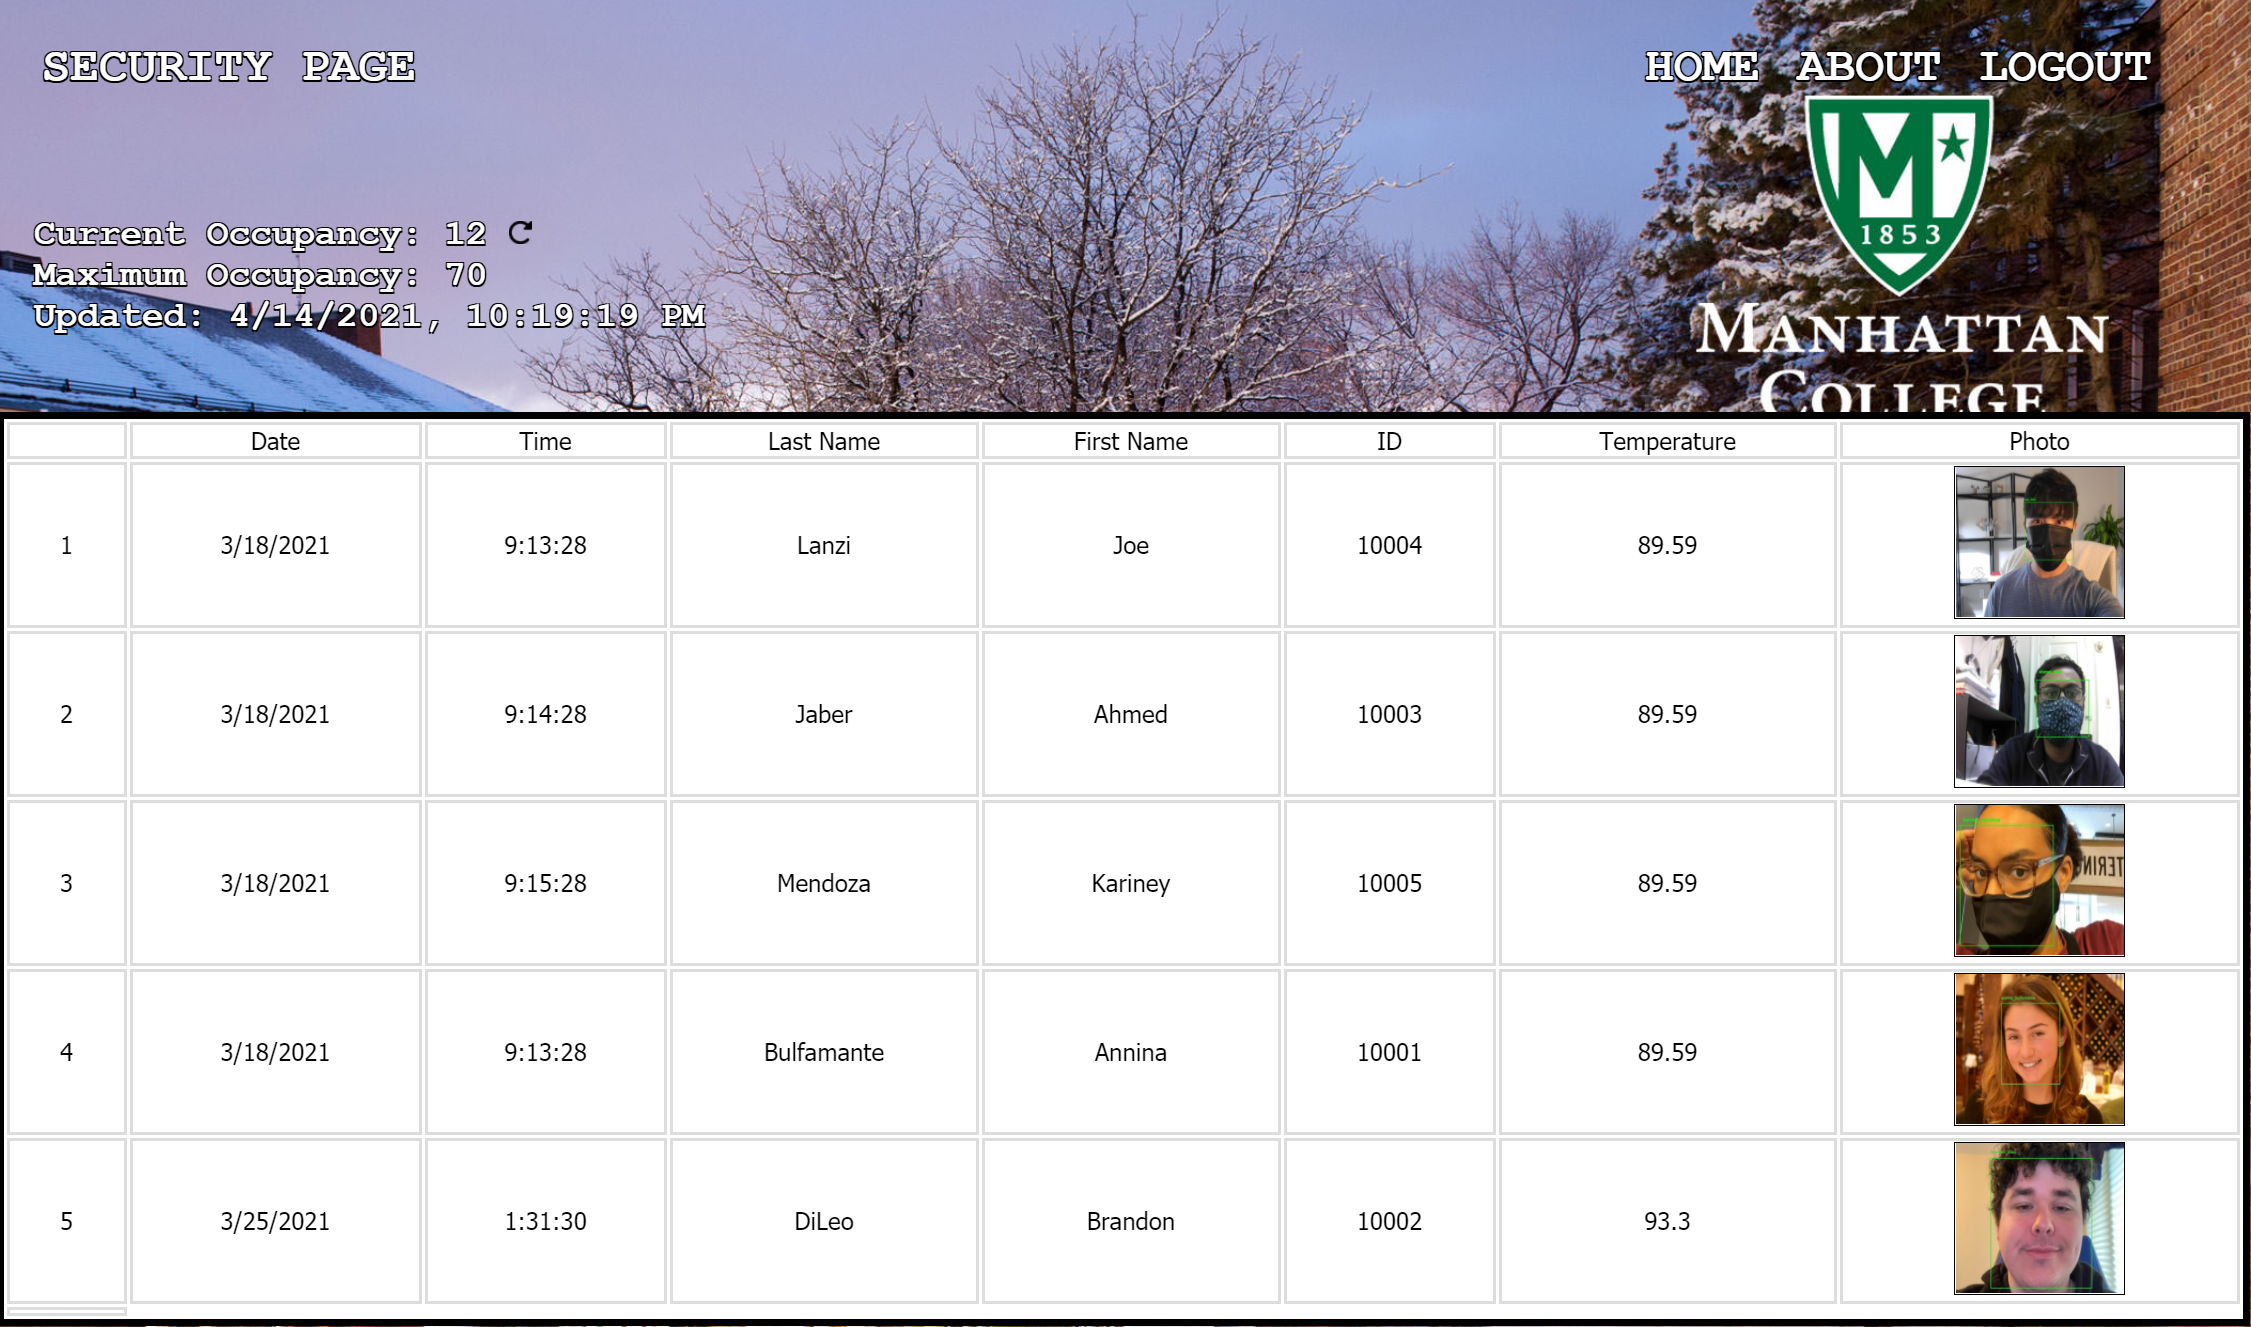 SECURITY PAGE
HOME ABOUT LOGOUT
Current Occupancy: 12
Maximum Occupancy: 70
Updated: 4/14/2021, 10:19:19 PM
M
1853
MANHATTAN
COLLEGE
Date Time Last Name First Name ID Temperature Photo
1 3/18/2021 9:13:28 Lanzi Joe 10004 89.59
2 3/18/2021 9:14:28 Jaber Ahmed 10003 89.59
3 3/18/2021 9:15:28 Mendoza Kariney 10005 89.59
4 3/18/2021 9:13:28 Bulfamante Annina 10001 89.59
5 3/25/2021 1:31:30 DiLeo Brandon 10002 93.3